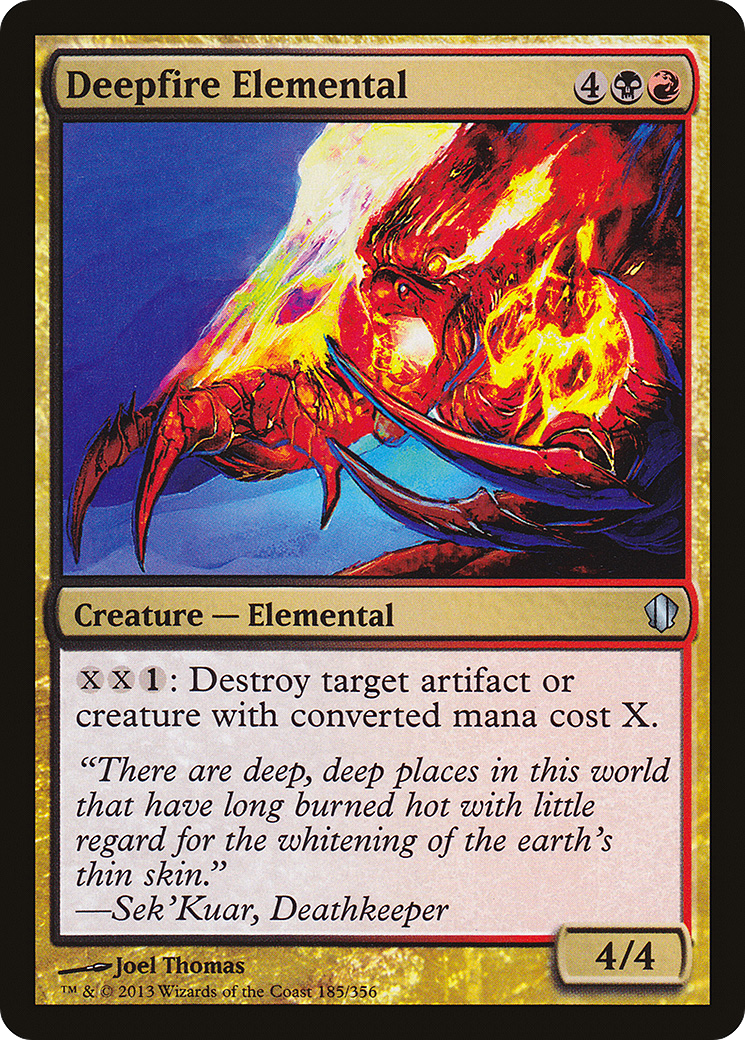 Deepfire Elemental 4
Creature — Elemental
X X 1: Destroy target artifact or
creature with converted mana cost X.
“There are deep, deep places in this world
that have long burned hot with little
regard for the whitening of the earth’s
thin skin.”
—Sek’Kuar, Deathkeeper
4/4
Joel Thomas
™ & © 2013 Wizards of the Coast 185/356